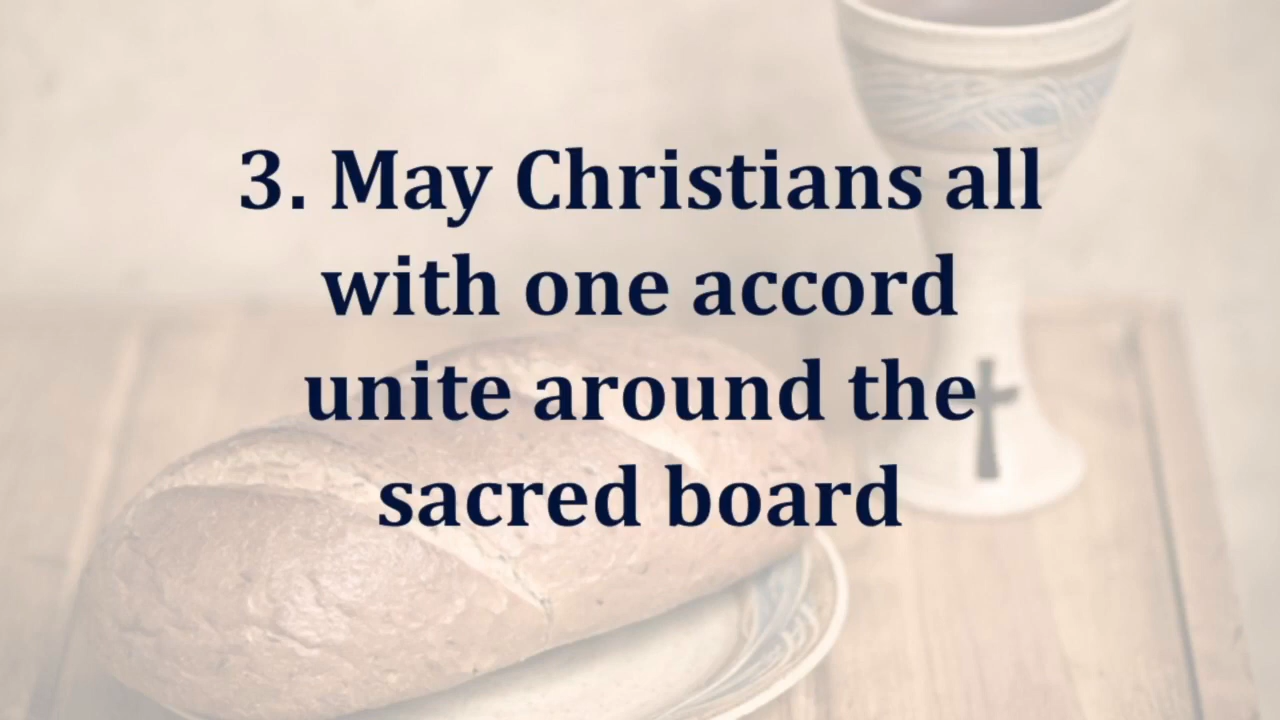 3. May Christians all
with one accord
unite around the
sacred board